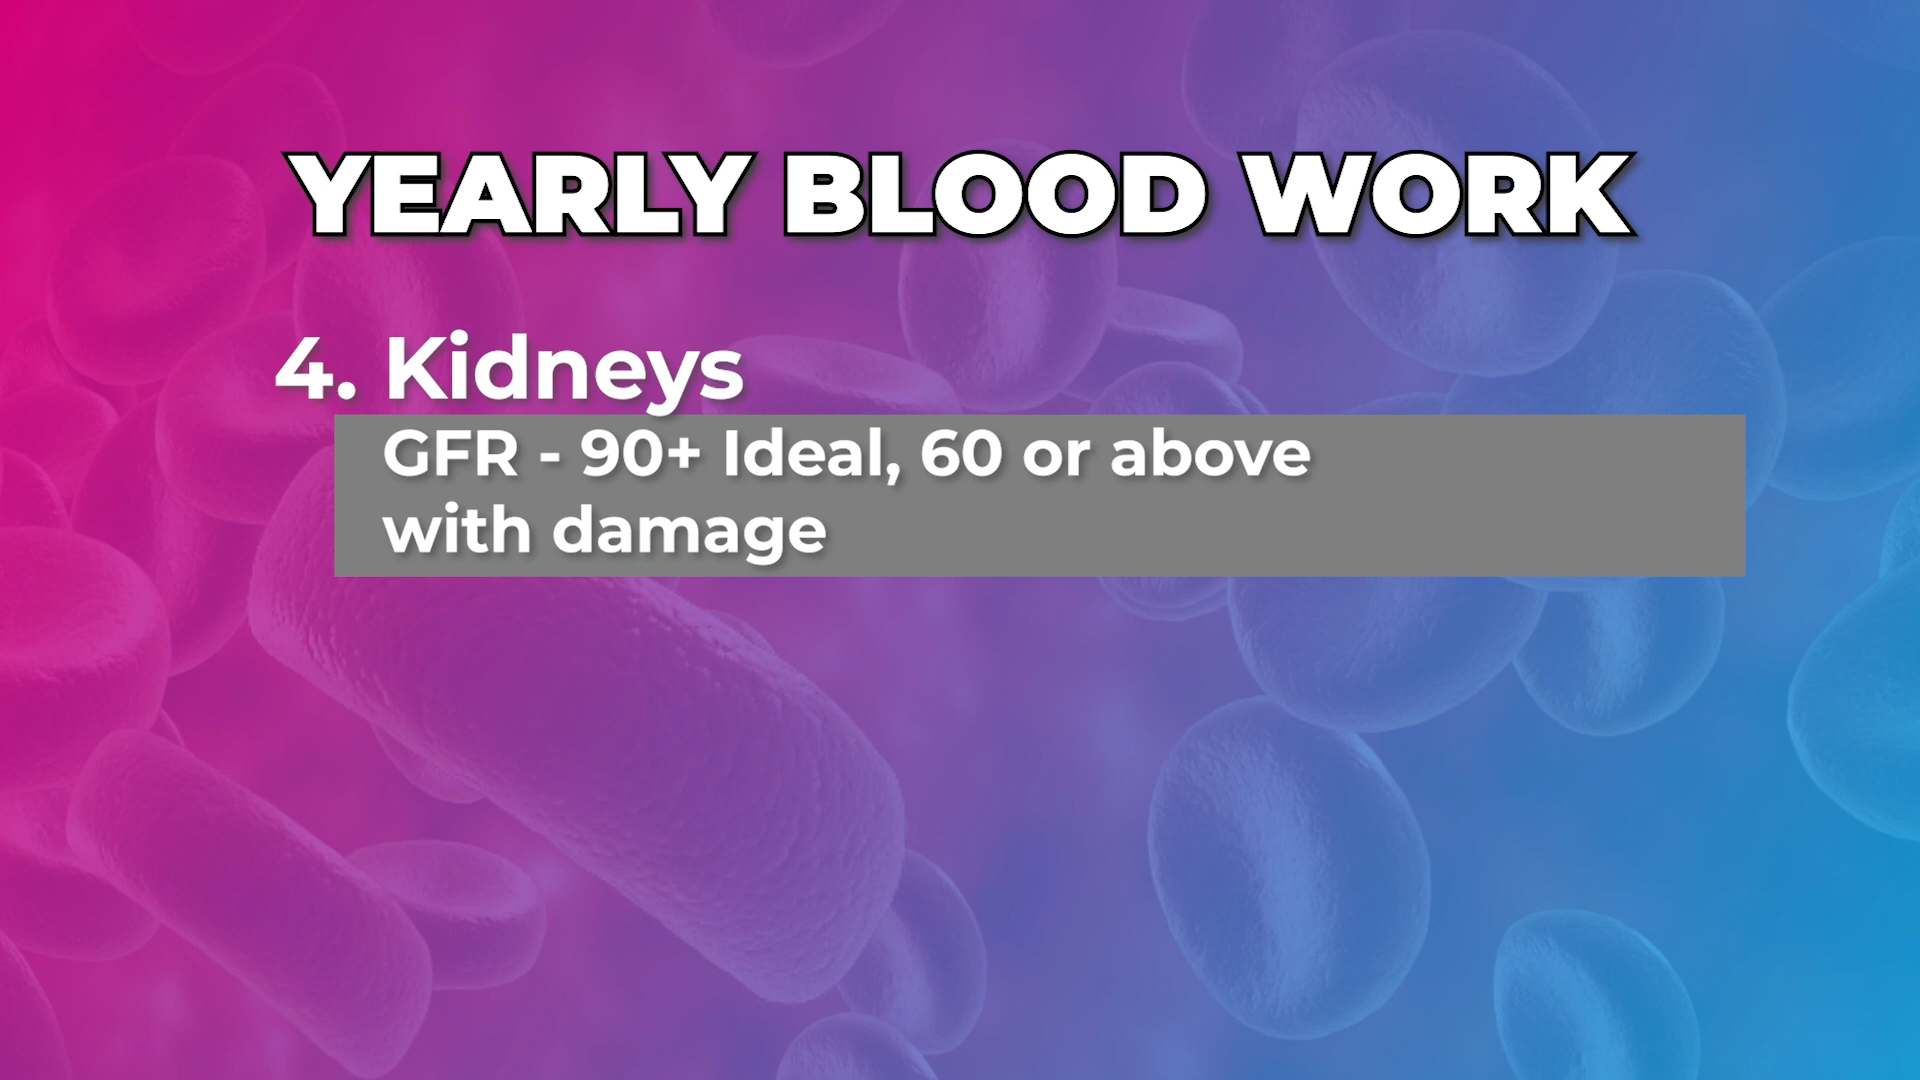 YEARLY BLOOD WORK
4. Kidneys
GFR - 90+ Ideal, 60 or above
with damage